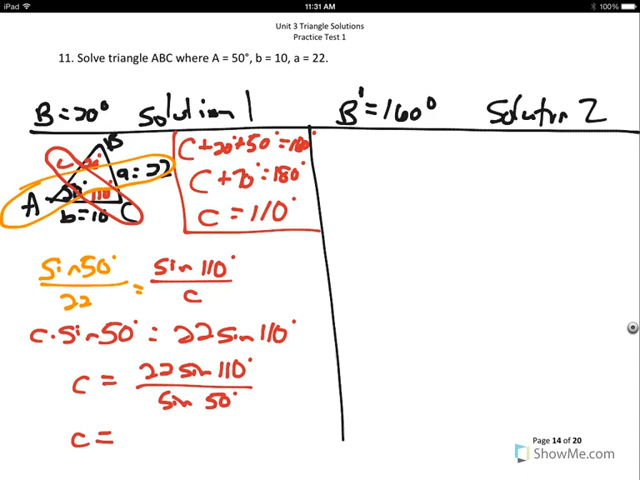 iPad
11:31 AM
100%
Unit 3 Triangle Solutions
Practice Test 1
11. Solve triangle ABC where A = 50°, b = 10, a = 22.
B = 20° Solution 1
B' = 160° Solution 2
B
c 20°
a = 22
A 110° C
b = 10
C + 20° + 50° = 180°
C + 70° = 180°
C = 110°
sin 50° / 22 = sin 110° / c
c · sin 50° = 22 sin 110°
c = 22 sin 110° / sin 50°
c =
Page 14 of 20
ShowMe.com